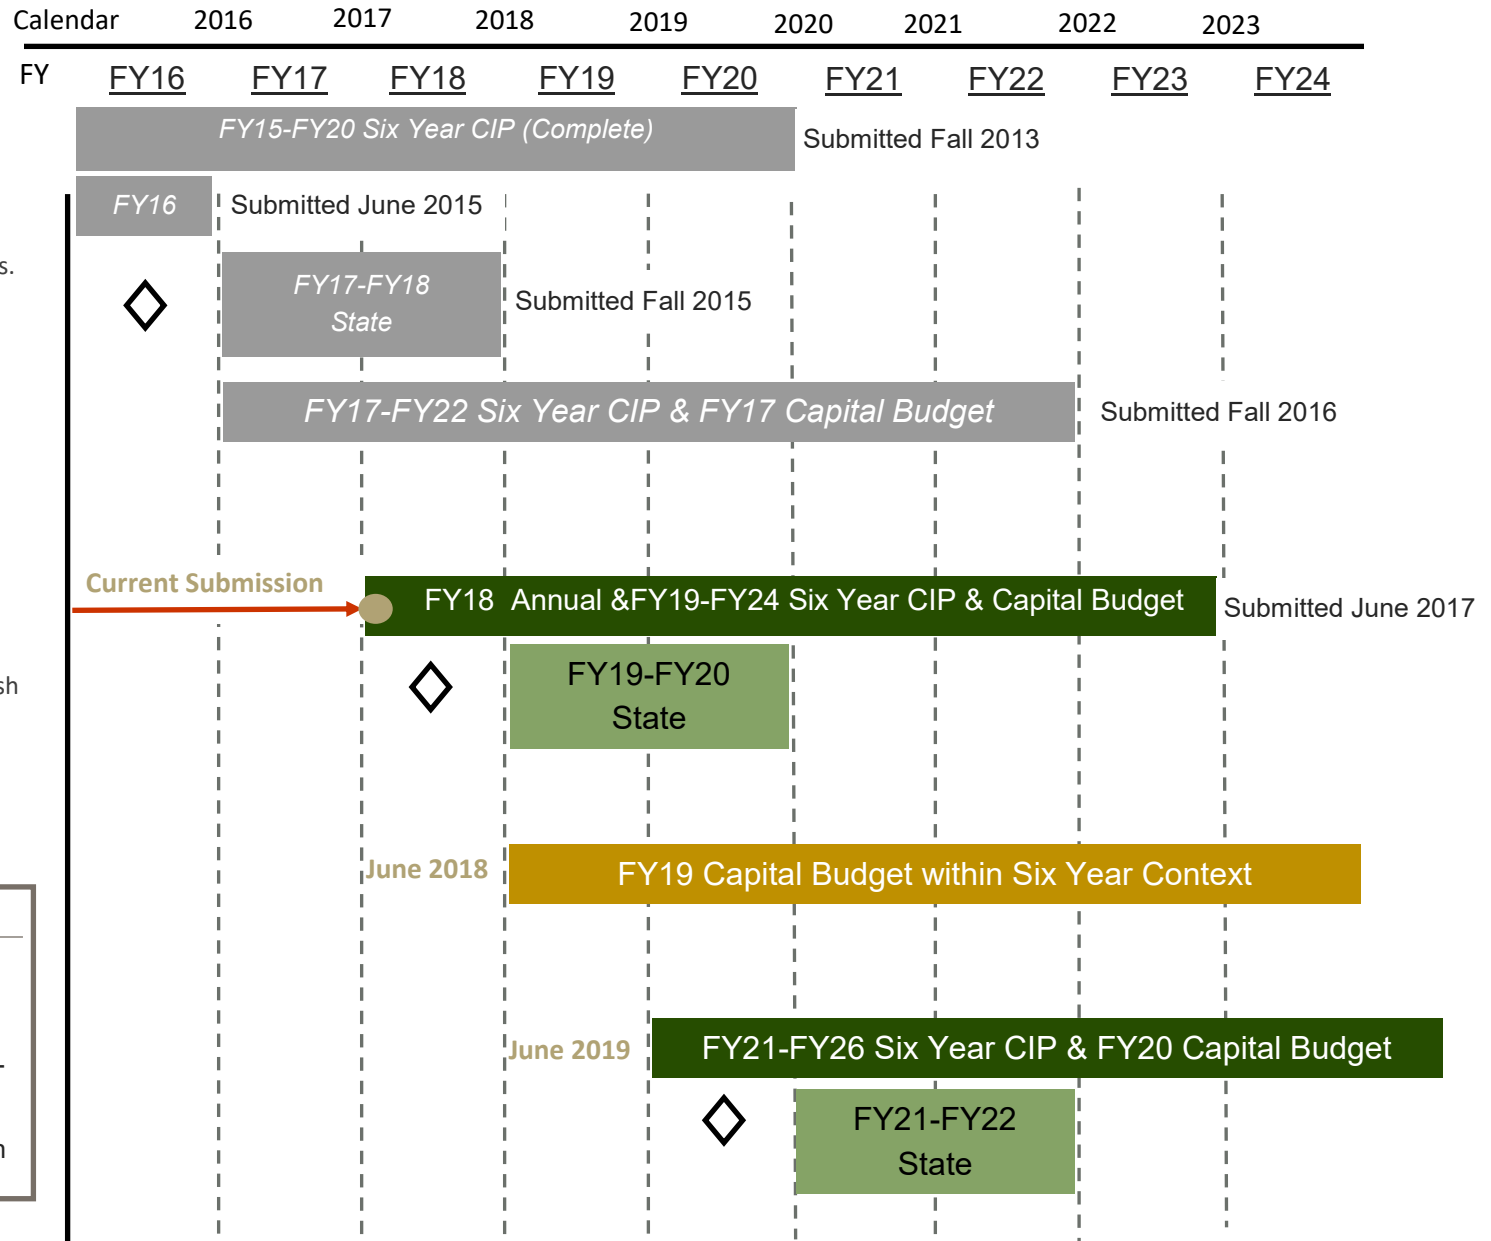 Calendar 2016 2017 2018 2019 2020 2021 2022 2023
FY FY16 FY17 FY18 FY19 FY20 FY21 FY22 FY23 FY24
FY15-FY20 Six Year CIP (Complete)
Submitted Fall 2013
FY16
Submitted June 2015
s.
FY17-FY18
State
Submitted Fall 2015
FY17-FY22 Six Year CIP & FY17 Capital Budget
Submitted Fall 2016
Current Submission
FY18 Annual &FY19-FY24 Six Year CIP & Capital Budget
Submitted June 2017
sh
FY19-FY20
State
June 2018
FY19 Capital Budget within Six Year Context
June 2019
FY21-FY26 Six Year CIP & FY20 Capital Budget
-
FY21-FY22
State